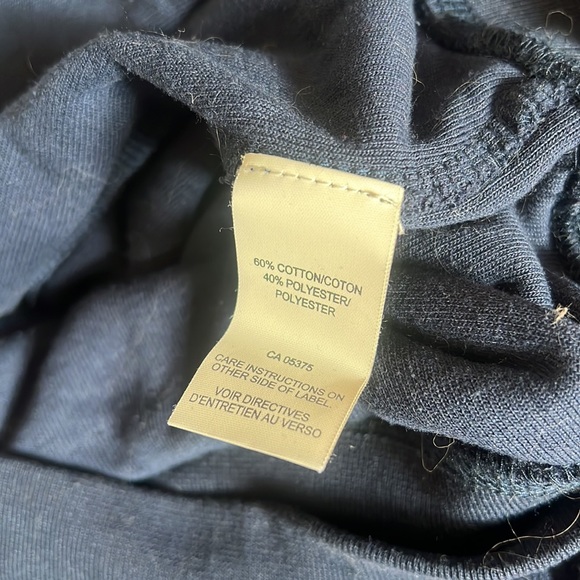 60% COTTON/COTON
40% POLYESTER/
POLYESTER
CA 05375
CARE INSTRUCTIONS ON
OTHER SIDE OF LABEL.
VOIR DIRECTIVES
D'ENTRETIEN AU VERSO